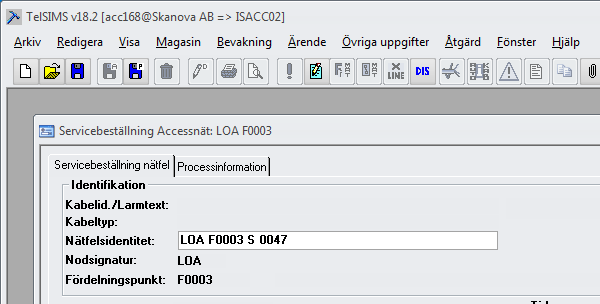 TelSIMS v18.2 [acc168@Skanova AB => ISACC02]
Arkiv Redigera Visa Magasin Bevakning Ärende Övriga uppgifter Åtgärd Fönster Hjälp
A P D X LINE DIS
Servicebeställning Accessnät: LOA F0003
Servicebeställning nätfel Processinformation
Identifikation
Kabelid./Larmtext:
Kabeltyp:
Nätfelsidentitet: LOA F0003 S 0047
Nodsignatur: LOA
Fördelningspunkt: F0003